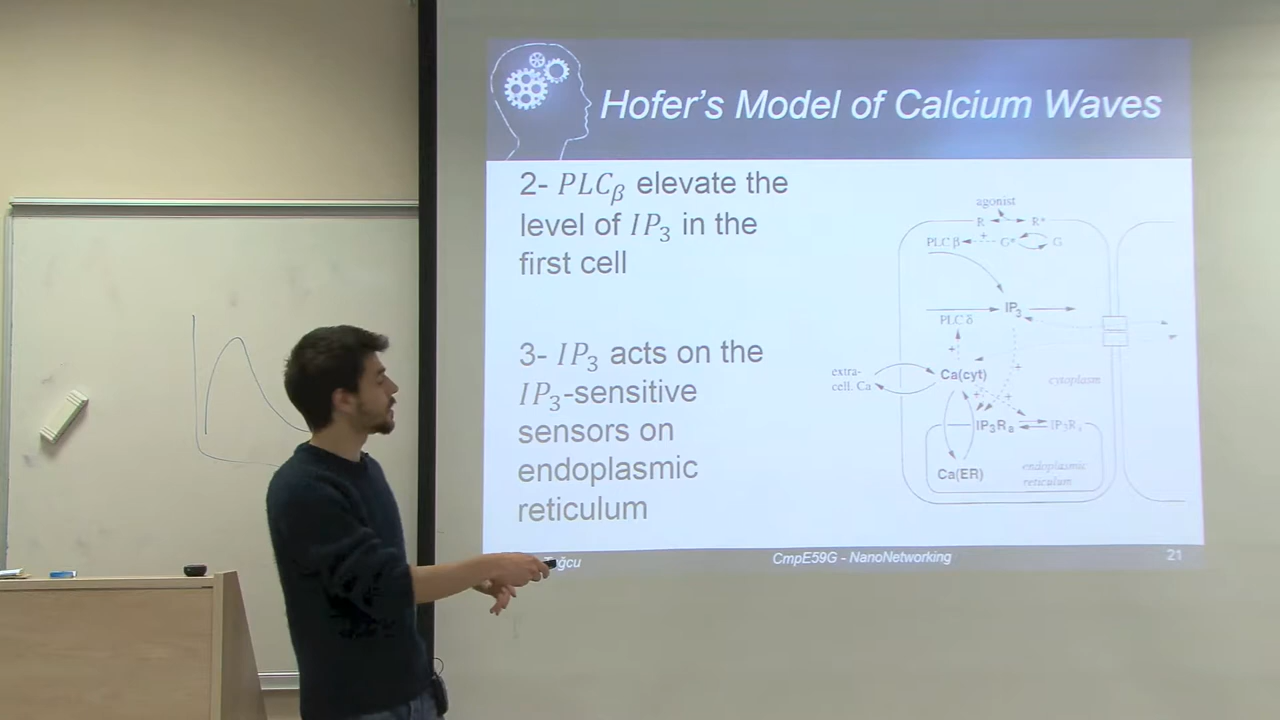 Hofer's Model of Calcium Waves
2- PLCβ elevate the
level of IP3 in the
first cell
3- IP3 acts on the
IP3-sensitive
sensors on
endoplasmic
reticulum
agonist
R R*
PLC β + G* G
IP3
PLC δ
+
extra-
cell. Ca
Ca(cyt)
cytoplasm
+
+ +
IP3Ra IP3Ri
Ca(ER)
endoplasmic
reticulum
Tuğcu
CmpE59G - NanoNetworking
21